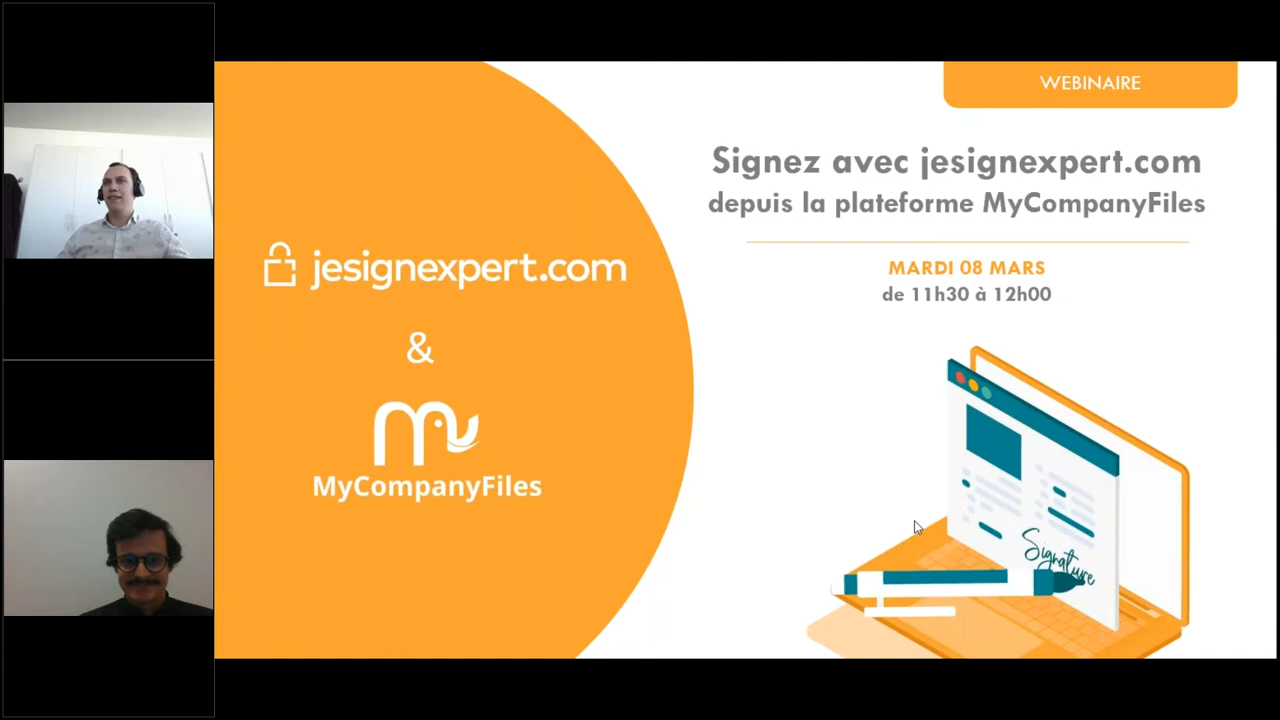 WEBINAIRE
Signez avec jesignexpert.com
depuis la plateforme MyCompanyFiles
MARDI 08 MARS
de 11h30 à 12h00
jesignexpert.com
&
MyCompanyFiles
Signature